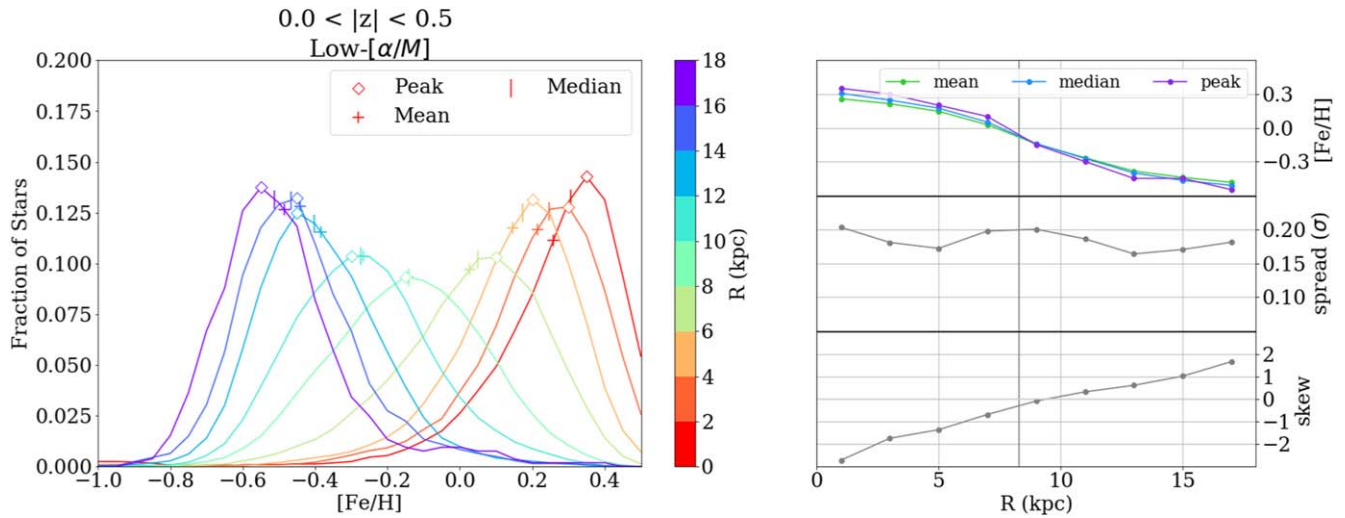 0.0 < |z| < 0.5
Low-[α/M]
Peak
Median
Mean
Fraction of Stars
0.200
0.175
0.150
0.125
0.100
0.075
0.050
0.025
0.000
−1.0 −0.8 −0.6 −0.4 −0.2 0.0 0.2 0.4
[Fe/H]
18
16
14
12
10
8
6
4
2
0
R (kpc)
mean median peak
0.3
0.0
−0.3
[Fe/H]
0.20
0.15
0.10
spread (σ)
2
1
0
−1
−2
skew
0 5 10 15
R (kpc)